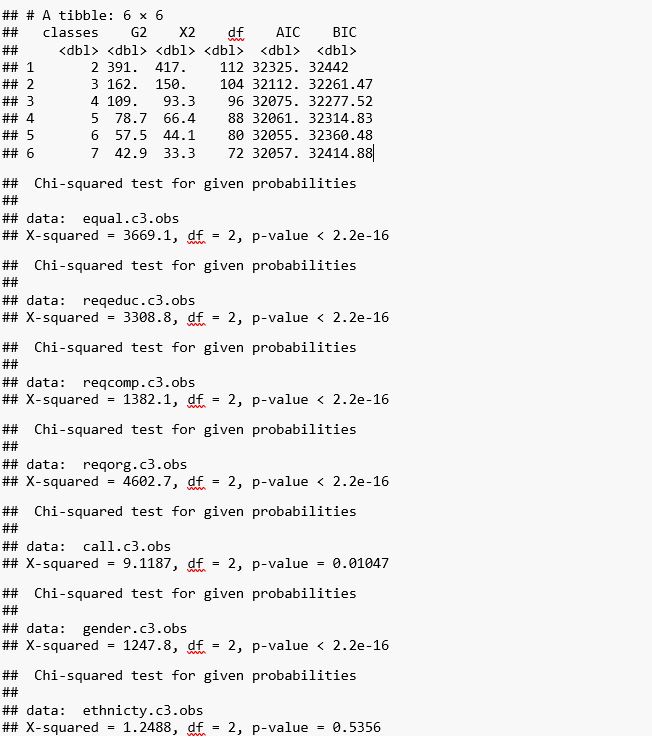 ## # A tibble: 6 × 6
##   classes    G2    X2    df    AIC    BIC
##     <dbl> <dbl> <dbl> <dbl>  <dbl>  <dbl>
## 1       2 391.  417.    112 32325. 32442
## 2       3 162.  150.    104 32112. 32261.47
## 3       4 109.   93.3    96 32075. 32277.52
## 4       5  78.7  66.4    88 32061. 32314.83
## 5       6  57.5  44.1    80 32055. 32360.48
## 6       7  42.9  33.3    72 32057. 32414.88
##  Chi-squared test for given probabilities
##
## data:  equal.c3.obs
## X-squared = 3669.1, df = 2, p-value < 2.2e-16
##  Chi-squared test for given probabilities
##
## data:  reqeduc.c3.obs
## X-squared = 3308.8, df = 2, p-value < 2.2e-16
##  Chi-squared test for given probabilities
##
## data:  reqcomp.c3.obs
## X-squared = 1382.1, df = 2, p-value < 2.2e-16
##  Chi-squared test for given probabilities
##
## data:  reqorg.c3.obs
## X-squared = 4602.7, df = 2, p-value < 2.2e-16
##  Chi-squared test for given probabilities
##
## data:  call.c3.obs
## X-squared = 9.1187, df = 2, p-value = 0.01047
##  Chi-squared test for given probabilities
##
## data:  gender.c3.obs
## X-squared = 1247.8, df = 2, p-value < 2.2e-16
##  Chi-squared test for given probabilities
##
## data:  ethnicty.c3.obs
## X-squared = 1.2488, df = 2, p-value = 0.5356